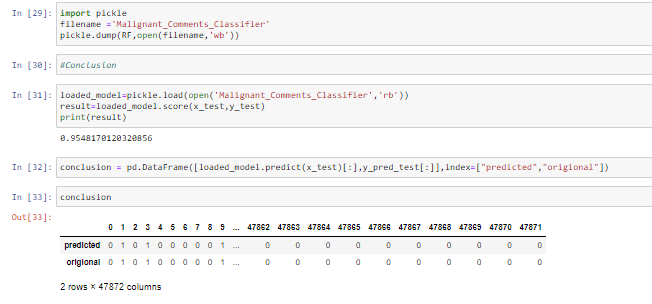 In [29]: import pickle
filename ='Malignant_Comments_Classifier'
pickle.dump(RF,open(filename,'wb'))
In [30]: #Conclusion
In [31]: loaded_model=pickle.load(open('Malignant_Comments_Classifier','rb'))
result=loaded_model.score(x_test,y_test)
print(result)
0.9548170120320856
In [32]: conclusion = pd.DataFrame([loaded_model.predict(x_test)[:],y_pred_test[:]],index=["predicted","origional"])
In [33]: conclusion
Out[33]:
0 1 2 3 4 5 6 7 8 9 ... 47862 47863 47864 47865 47866 47867 47868 47869 47870 47871
predicted 0 1 0 1 0 0 0 0 0 1 ... 0 0 0 0 0 0 0 0 0 0
origional 0 1 0 1 0 0 0 0 0 1 ... 0 0 0 0 0 0 0 0 0 0
2 rows × 47872 columns